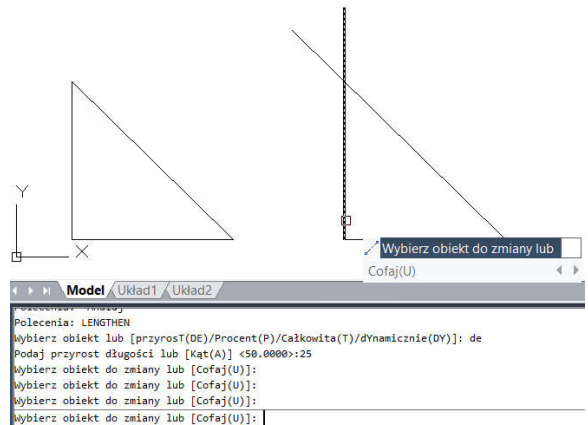 Y
X
Wybierz obiekt do zmiany lub
Cofaj(U)
Model Układ1 Układ2
Polecenia: Anuluj
Polecenia: LENGTHEN
Wybierz obiekt lub [przyrosT(DE)/Procent(P)/Całkowita(T)/dYnamicznie(DY)]: de
Podaj przyrost długości lub [Kąt(A)] <50.0000>:25
Wybierz obiekt do zmiany lub [Cofaj(U)]:
Wybierz obiekt do zmiany lub [Cofaj(U)]:
Wybierz obiekt do zmiany lub [Cofaj(U)]:
Wybierz obiekt do zmiany lub [Cofaj(U)]: